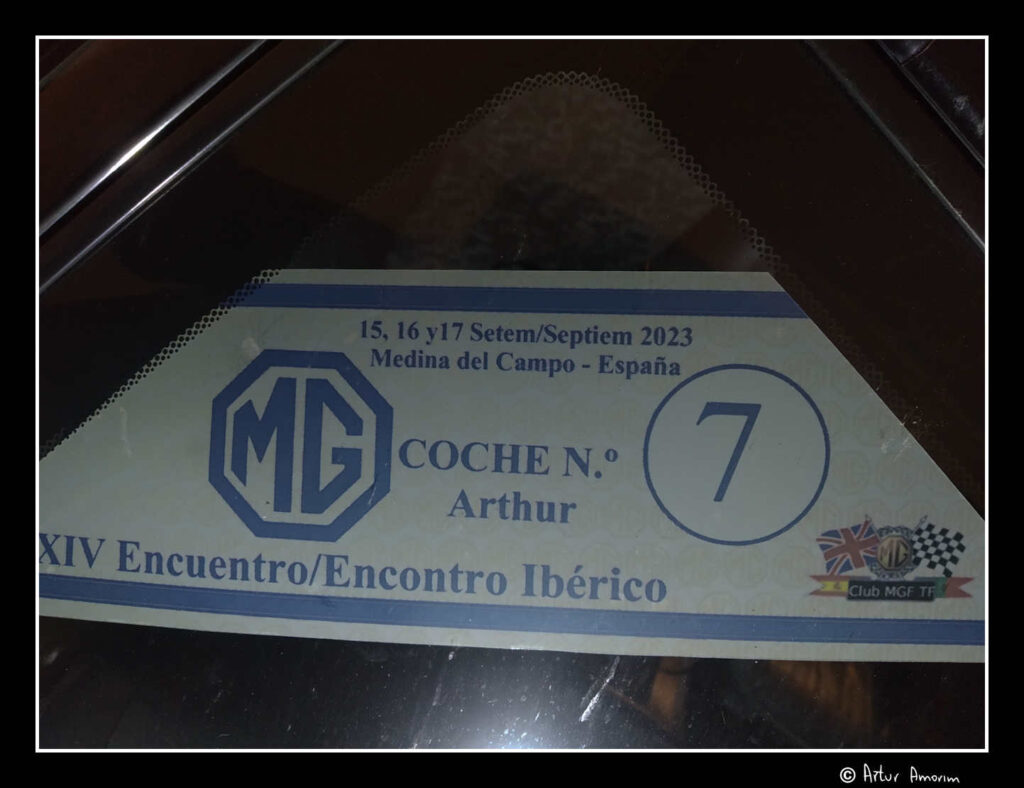 15, 16 y17 Setem/Septiem 2023
Medina del Campo - España
MG
COCHE N.º
7
Arthur
XIV Encuentro/Encontro Ibérico
MG
Club MGF TF
© Artur Amorim